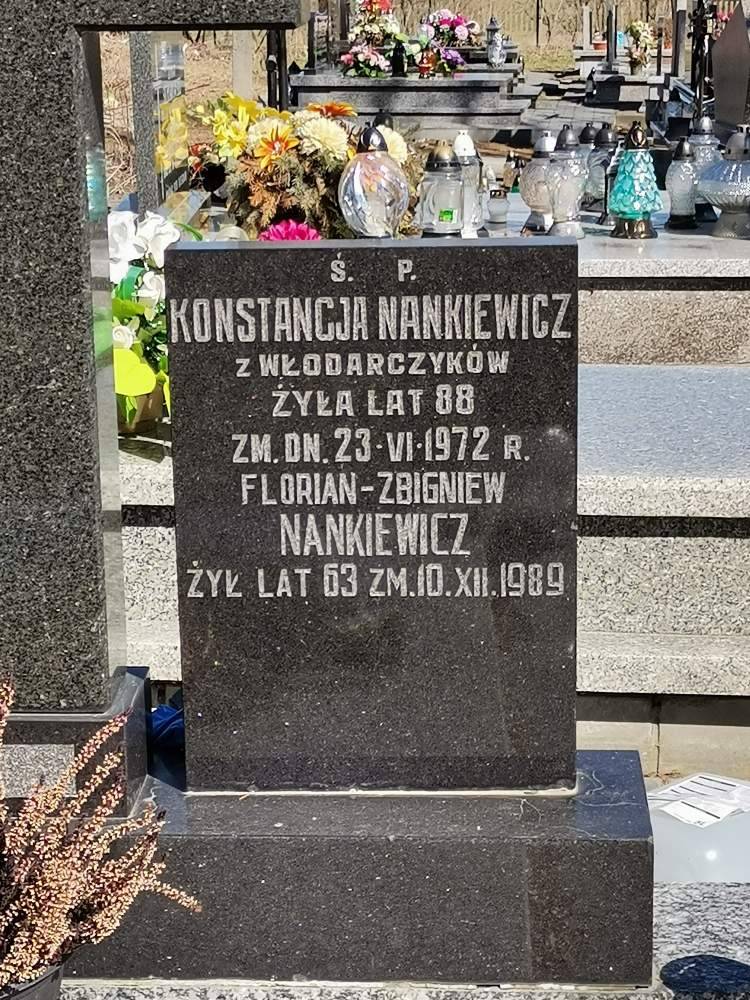 Ś. P.
KONSTANCJA NANKIEWICZ
Z WŁODARCZYKÓW
ŻYŁA LAT 88
ZM. DN. 23·VI·1972 R.
FLORIAN-ZBIGNIEW
NANKIEWICZ
ŻYŁ LAT 63 ZM. 10.XII.1989